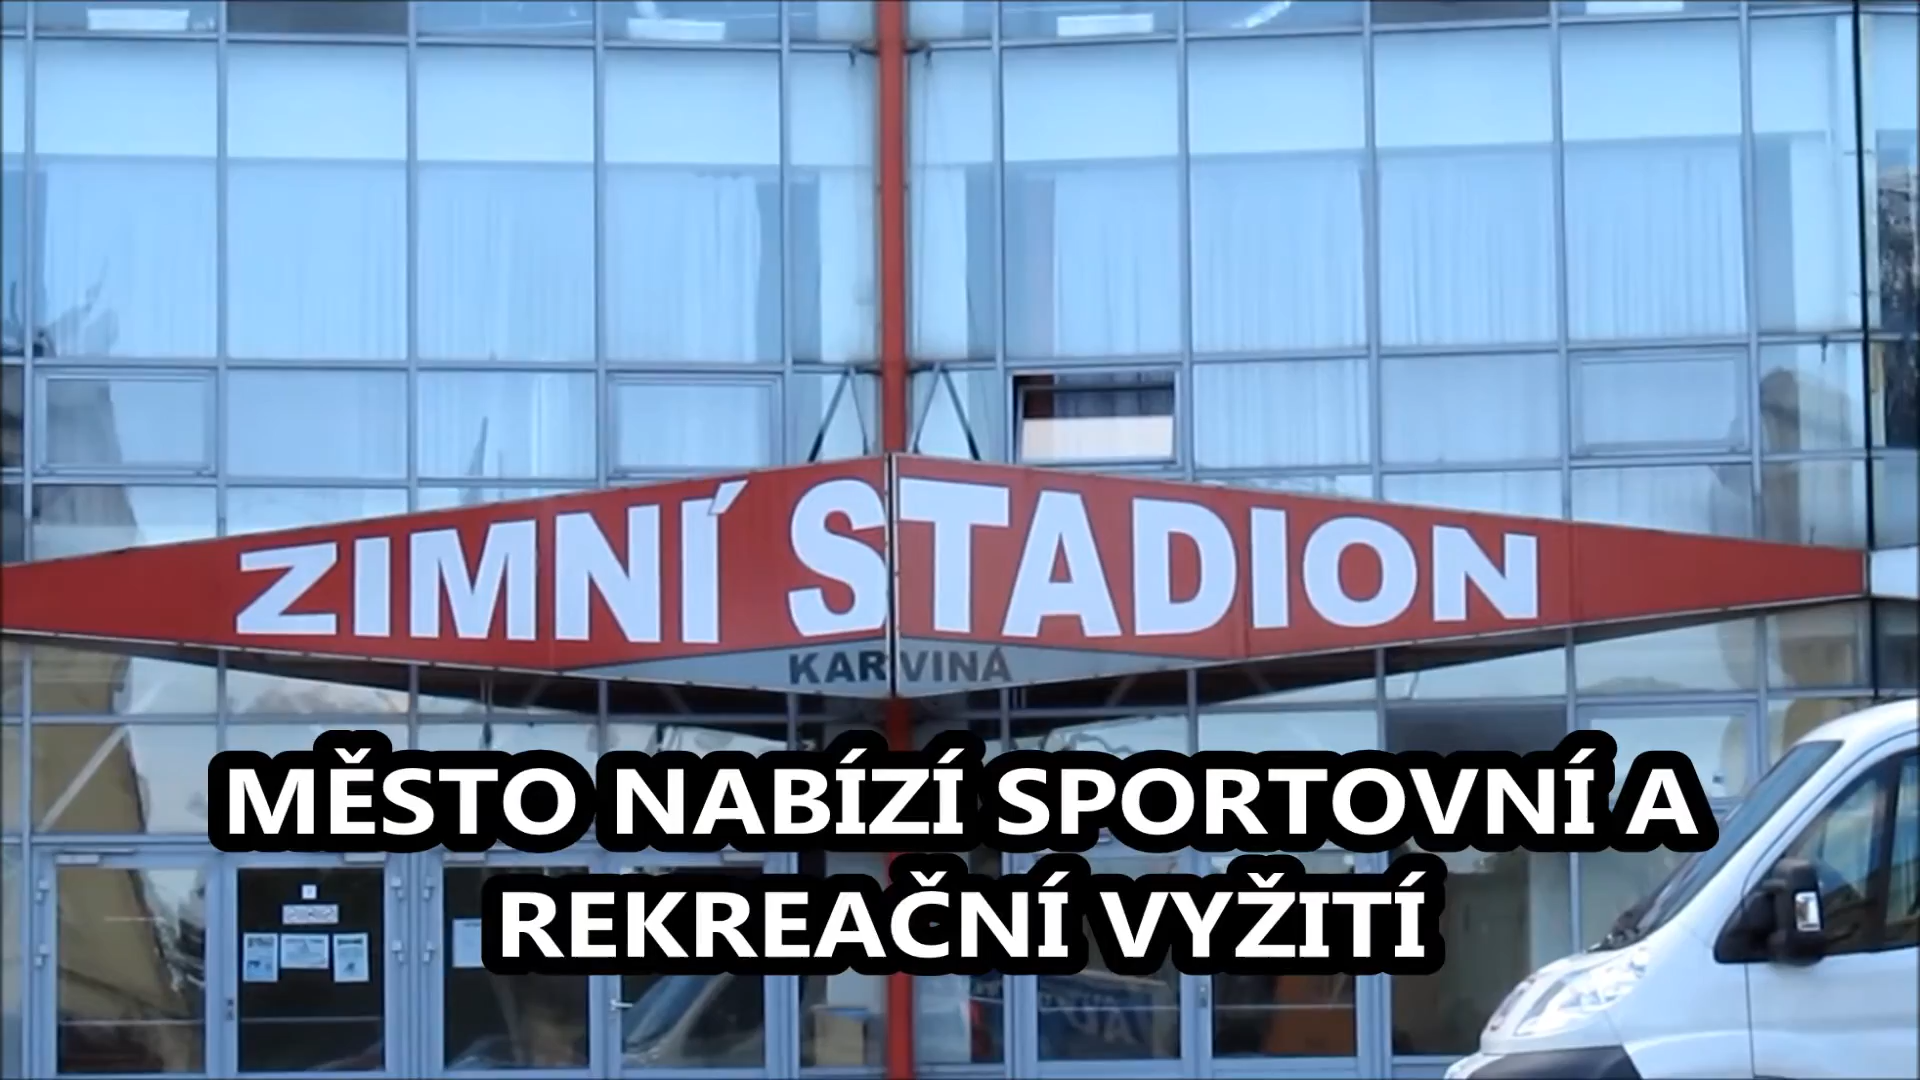 ZIMNÍ STADION
KARVINÁ
MĚSTO NABÍZÍ SPORTOVNÍ A
REKREAČNÍ VYŽITÍ